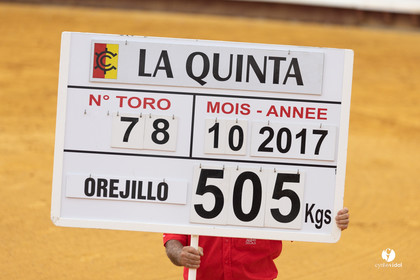 LA QUINTA
N° TORO
78
MOIS - ANNEE
10 2017
OREJILLO
505 Kgs